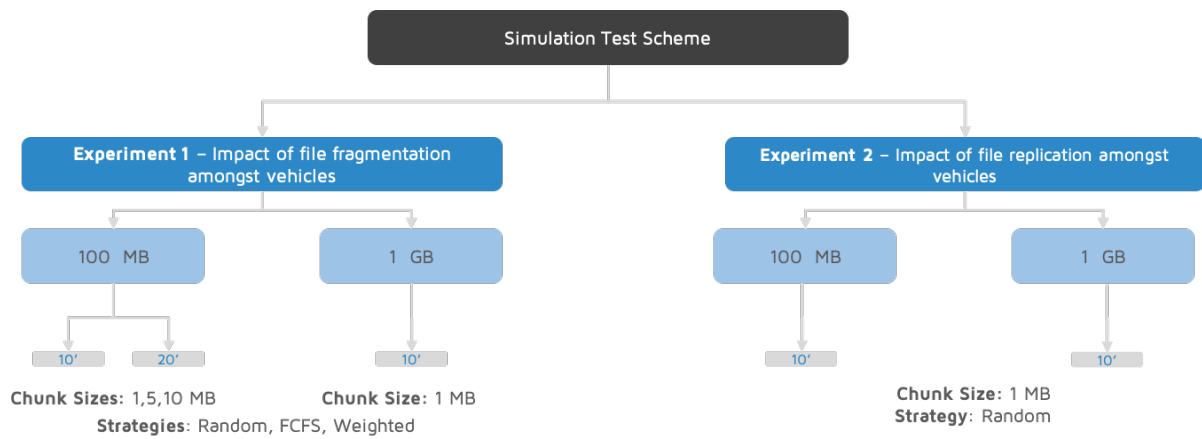 Simulation Test Scheme
Experiment 1 – Impact of file fragmentation
amongst vehicles
Experiment 2 – Impact of file replication amongst
vehicles
100 MB
1 GB
100 MB
1 GB
10’
20’
10’
10’
10’
Chunk Sizes: 1,5,10 MB
Chunk Size: 1 MB
Strategies: Random, FCFS, Weighted
Chunk Size: 1 MB
Strategy: Random